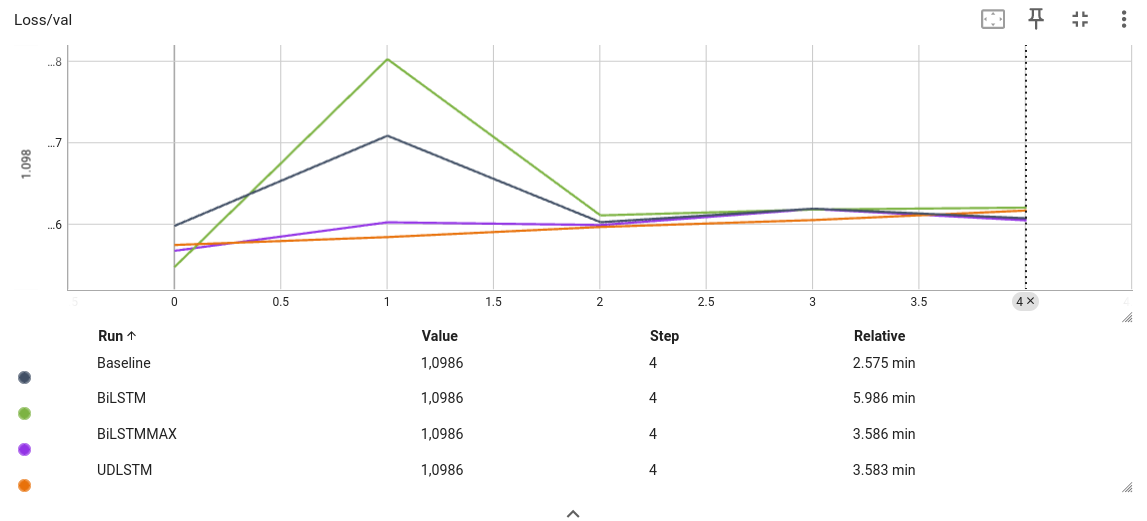 Loss/val
...8
...7
...6
1.098
0 0.5 1 1.5 2 2.5 3 3.5 4 ×
Run ↑ Value Step Relative
Baseline 1,0986 4 2.575 min
BiLSTM 1,0986 4 5.986 min
BiLSTMMAX 1,0986 4 3.586 min
UDLSTM 1,0986 4 3.583 min